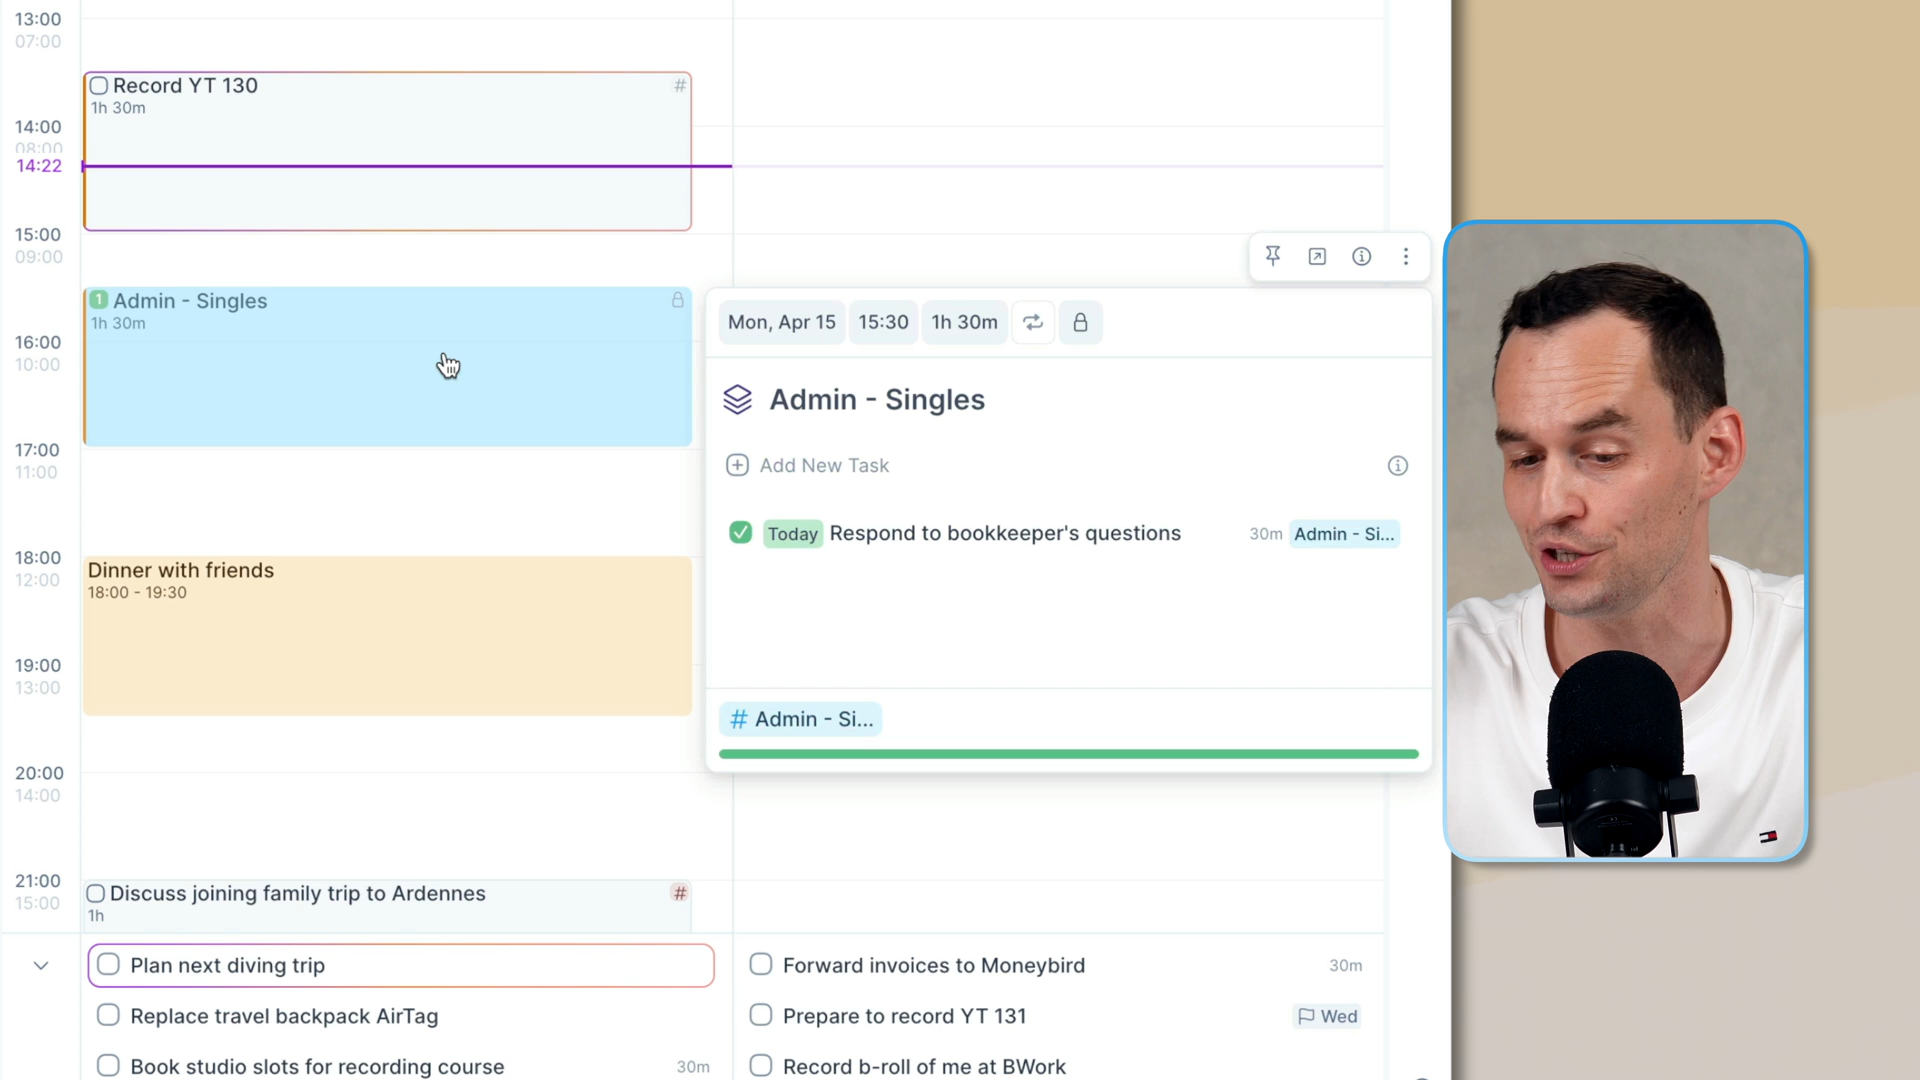 13:00
07:00
Record YT 130 #
1h 30m
14:00
08:00
14:22
15:00
09:00
1 Admin - Singles
1h 30m
16:00
10:00
17:00
11:00
18:00
12:00
Dinner with friends
18:00 - 19:30
19:00
13:00
20:00
14:00
21:00
15:00
Discuss joining family trip to Ardennes #
1h
Mon, Apr 15 15:30 1h 30m
Admin - Singles
Add New Task
Today Respond to bookkeeper's questions 30m Admin - Si...
# Admin - Si...
Plan next diving trip
Replace travel backpack AirTag
Book studio slots for recording course 30m
Forward invoices to Moneybird 30m
Prepare to record YT 131 Wed
Record b-roll of me at BWork